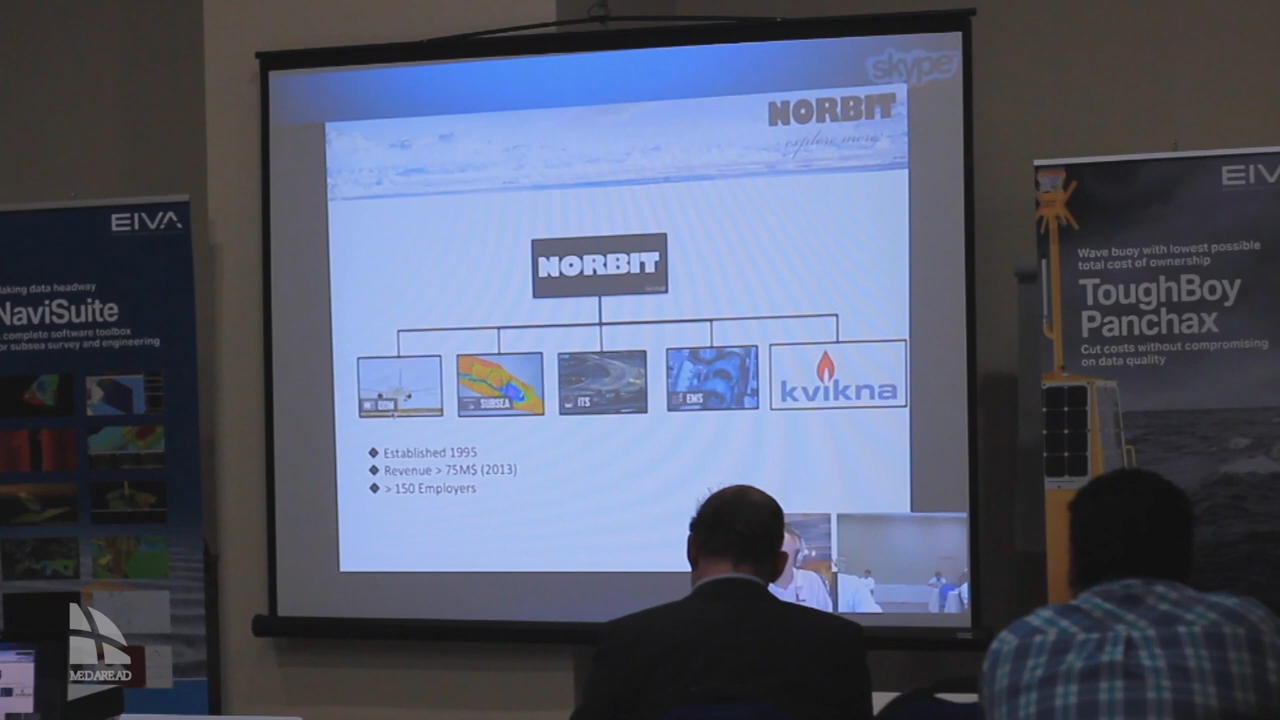 skype
NORBIT
explore more
NORBIT
ODM
SUBSEA
ITS
EMS
kvikna
Established 1995
Revenue > 75M$ (2013)
> 150 Employers
EIVA
aking data headway
NaviSuite
complete software toolbox
or subsea survey and engineering
EIV
Wave buoy with lowest possible
total cost of ownership
ToughBoy
Panchax
Cut costs without compromising
on data quality
MEDAREAD